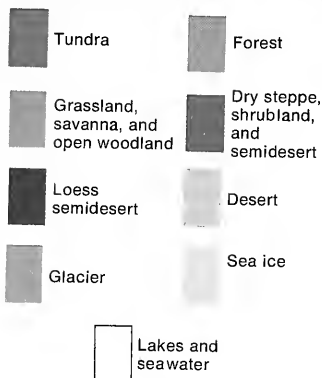 Tundra
Forest
Grassland,
savanna, and
open woodland
Dry steppe,
shrubland,
and
semidesert
Loess
semidesert
Desert
Glacier
Sea ice
Lakes and
seawater